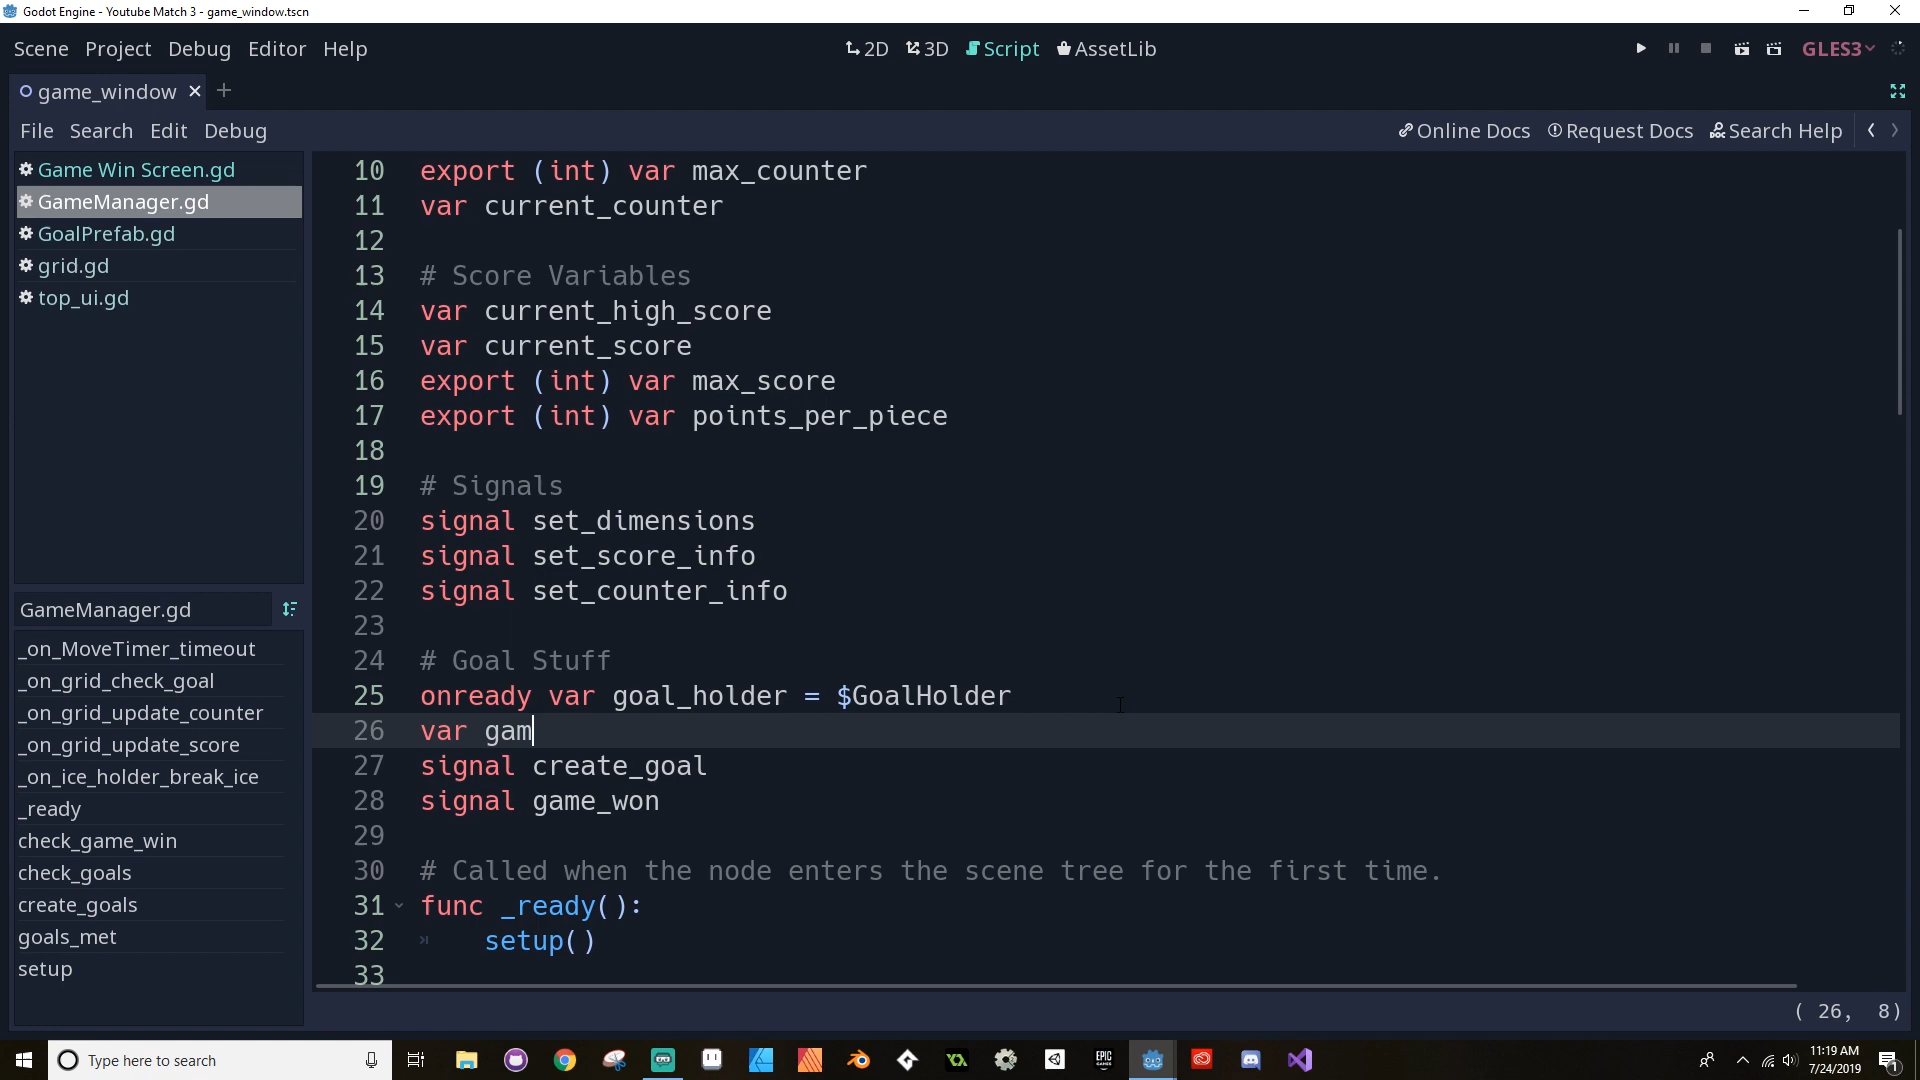 Godot Engine - Youtube Match 3 - game_window.tscn
Scene Project Debug Editor Help
2D 3D Script AssetLib
GLES3
game_window
File Search Edit Debug
Online Docs Request Docs Search Help
Game Win Screen.gd
GameManager.gd
GoalPrefab.gd
grid.gd
top_ui.gd
GameManager.gd
_on_MoveTimer_timeout
_on_grid_check_goal
_on_grid_update_counter
_on_grid_update_score
_on_ice_holder_break_ice
_ready
check_game_win
check_goals
create_goals
goals_met
setup
10 export (int) var max_counter
11 var current_counter
12
13 # Score Variables
14 var current_high_score
15 var current_score
16 export (int) var max_score
17 export (int) var points_per_piece
18
19 # Signals
20 signal set_dimensions
21 signal set_score_info
22 signal set_counter_info
23
24 # Goal Stuff
25 onready var goal_holder = $GoalHolder
26 var gam
27 signal create_goal
28 signal game_won
29
30 # Called when the node enters the scene tree for the first time.
31 func _ready():
32 setup()
33
( 26, 8)
Type here to search
EPIC GAMES
11:19 AM
7/24/2019
1